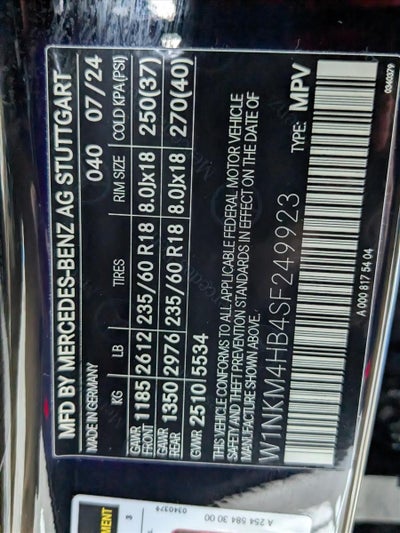 MFD BY MERCEDES-BENZ AG STUTTGART
MADE IN GERMANY 040 07/24
KG LB TIRES RIM SIZE COLD KPA(PSI)
GAWR FRONT 1185 2612 235/60 R18 8.0Jx18 250(37)
GAWR REAR 1350 2976 235/60 R18 8.0Jx18 270(40)
GVWR 2510/5534
THIS VEHICLE CONFORMS TO ALL APPLICABLE FEDERAL MOTOR VEHICLE
SAFETY AND THEFT PREVENTION STANDARDS IN EFFECT ON THE DATE OF
MANUFACTURE SHOWN ABOVE.
W1NKM4HB4SF249923 TYPE: MPV
A 000 817 54 04
0340379
A 254 584 30 00
0340379
3